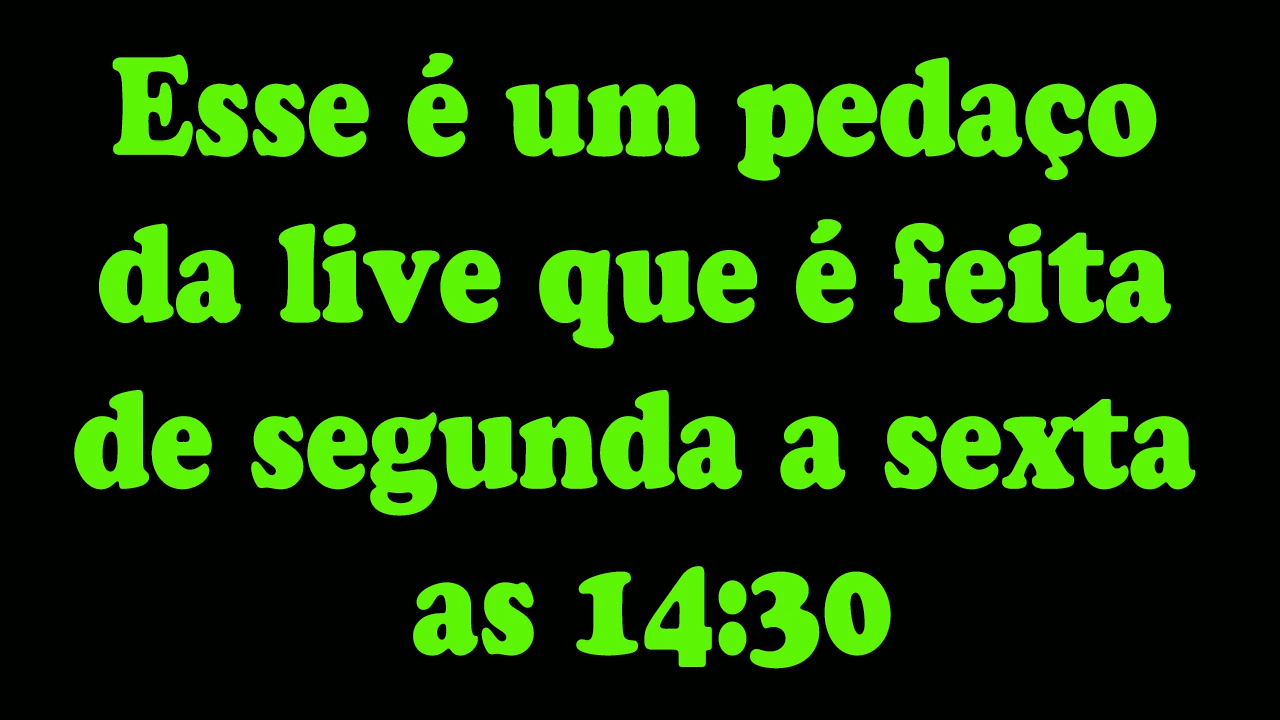 Esse é um pedaço
da live que é feita
de segunda a sexta
as 14:30